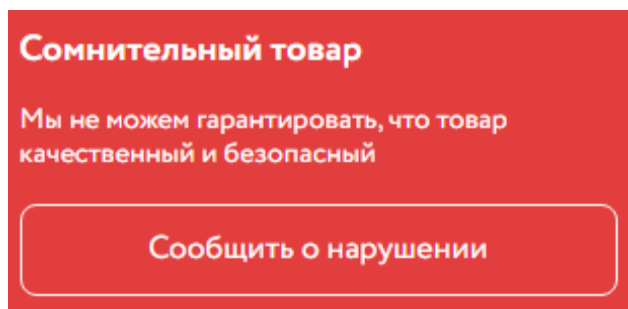 Сомнительный товар
Мы не можем гарантировать, что товар
качественный и безопасный
Сообщить о нарушении